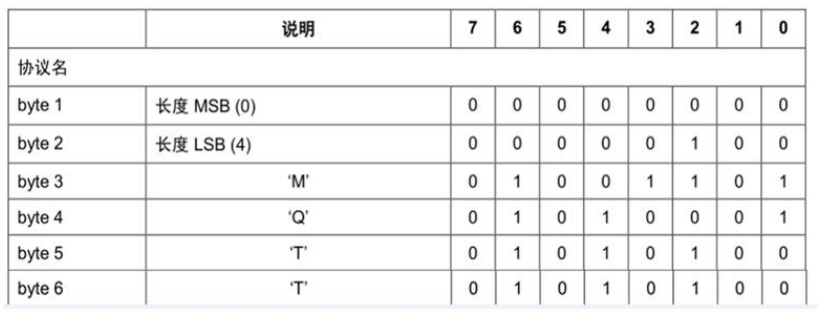 说明 7 6 5 4 3 2 1 0
协议名
byte 1 长度 MSB (0) 0 0 0 0 0 0 0 0
byte 2 长度 LSB (4) 0 0 0 0 0 1 0 0
byte 3 ‘M’ 0 1 0 0 1 1 0 1
byte 4 ‘Q’ 0 1 0 1 0 0 0 1
byte 5 ‘T’ 0 1 0 1 0 1 0 0
byte 6 ‘T’ 0 1 0 1 0 1 0 0